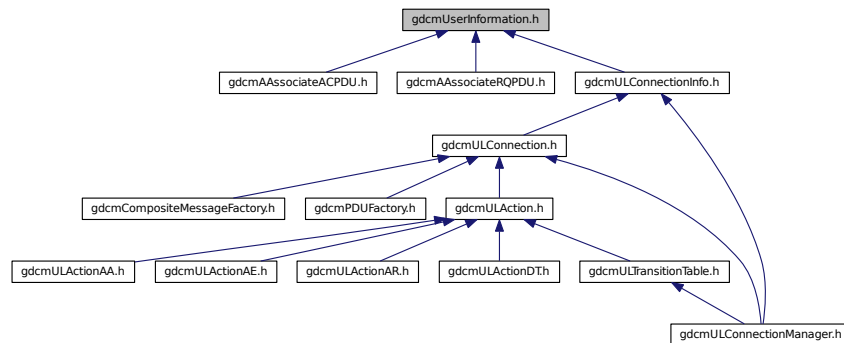 gdcmUserInformation.h
gdcmAAssociateACPDU.h
gdcmAAssociateRQPDU.h
gdcmULConnectionInfo.h
gdcmULConnection.h
gdcmCompositeMessageFactory.h
gdcmPDUFactory.h
gdcmULAction.h
gdcmULActionAA.h
gdcmULActionAE.h
gdcmULActionAR.h
gdcmULActionDT.h
gdcmULTransitionTable.h
gdcmULConnectionManager.h